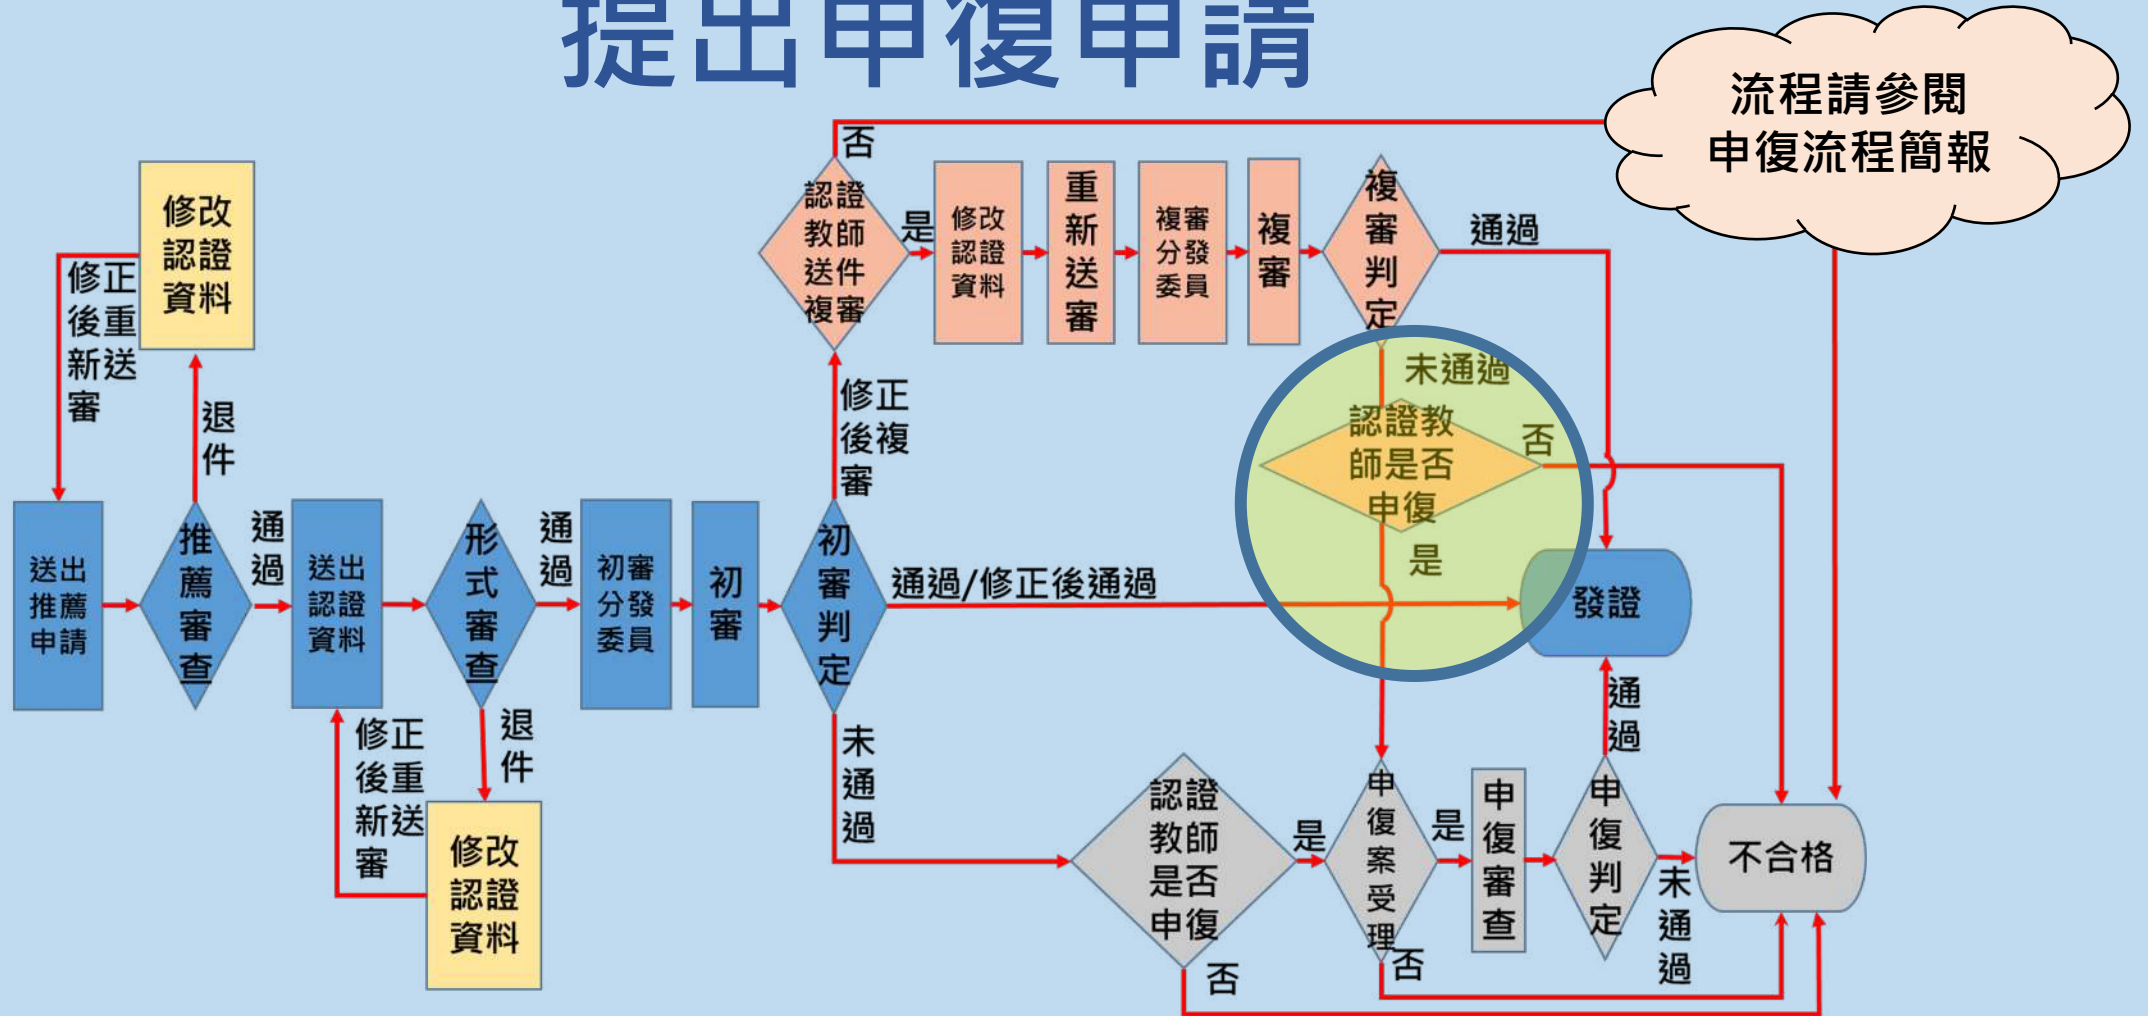 提出申復申請
流程請參閱
申復流程簡報
否
修改
認證
資料
認證
教師
送件
複審
是
修改
認證
資料
重
新
送
審
複審
分發
委員
複
審
複
審
判
定
通過
修正
後重
新送
審
退
件
修正
後複
審
未通過
認證教
師是否
申復
否
是
送出
推薦
申請
推
薦
審
查
通
過
送出
認證
資料
形
式
審
查
通
過
初審
分發
委員
初
審
初
審
判
定
通過/修正後通過
發證
修正
後重
新送
審
退
件
修改
認證
資料
未
通
過
認證
教師
是否
申復
是
否
申
復
案
受
理
是
否
申
復
審
查
申
復
判
定
通
過
未
通
過
不合格